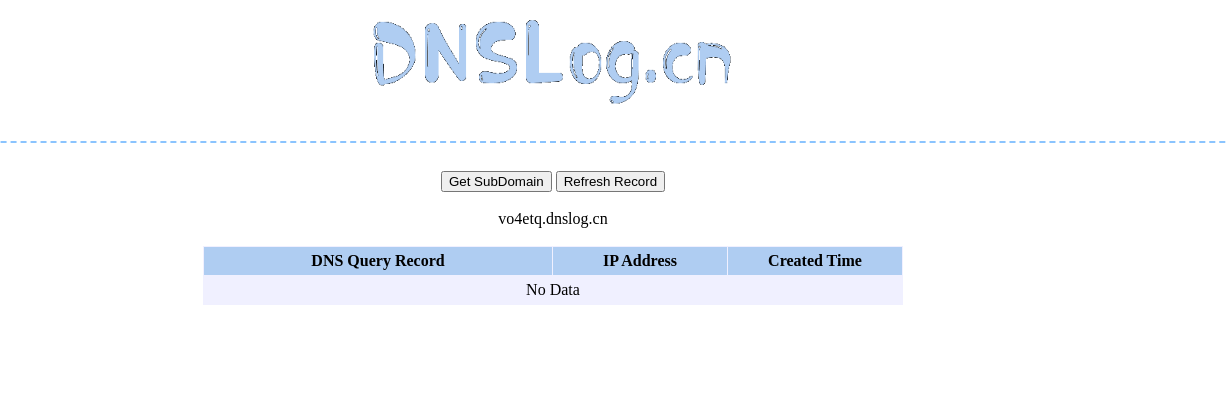 DNSLog.cn
Get SubDomain Refresh Record
vo4etq.dnslog.cn
DNS Query Record IP Address Created Time
No Data